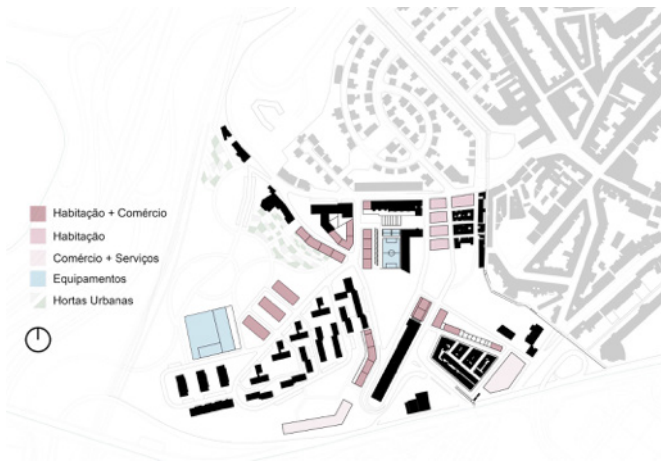 Habitação + Comércio
Habitação
Comércio + Serviços
Equipamentos
Hortas Urbanas